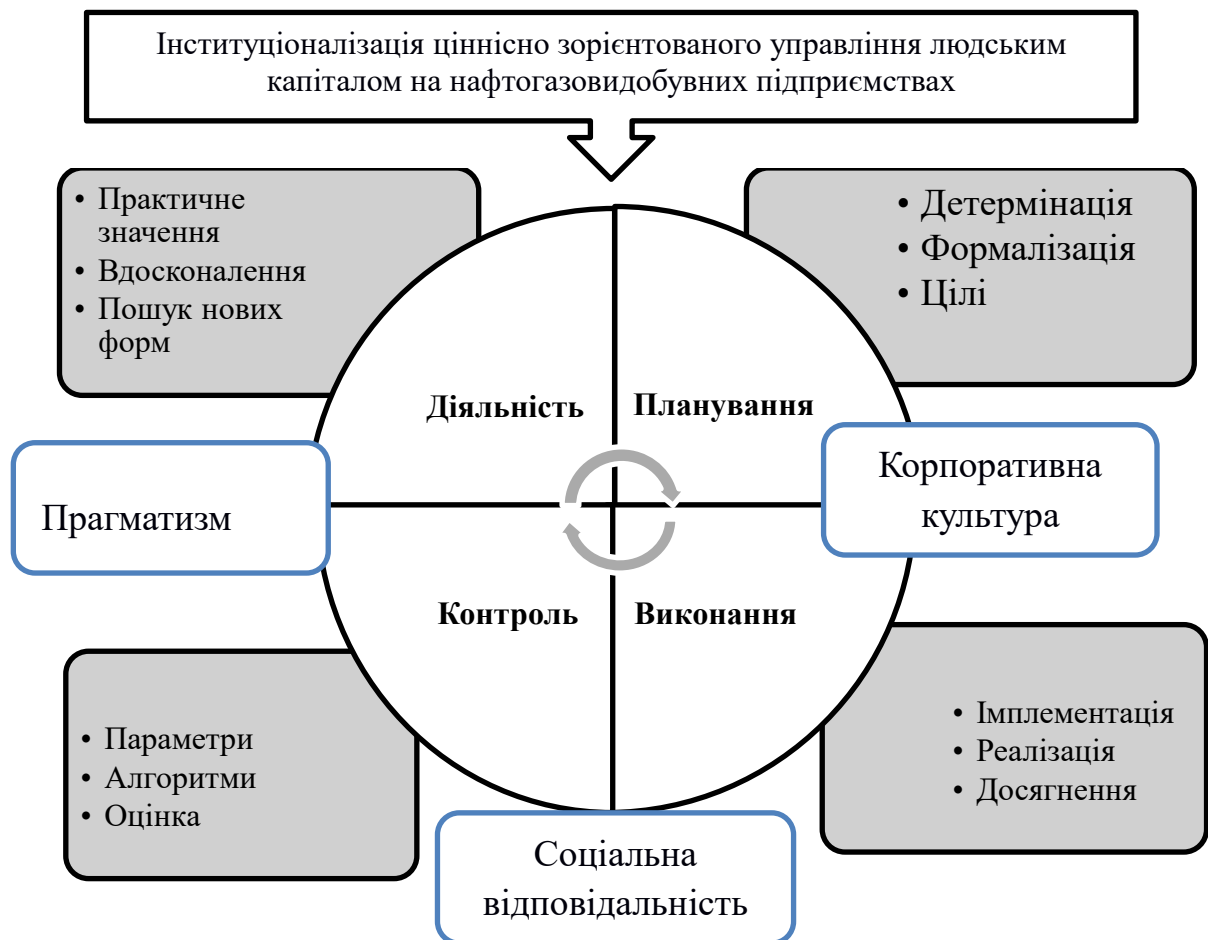 Інституціоналізація ціннісно зорієнтованого управління людським
капіталом на нафтогазовидобувних підприємствах
• Практичне
значення
• Вдосконалення
• Пошук нових
форм
• Детермінація
• Формалізація
• Цілі
Діяльність
Планування
Прагматизм
Корпоративна
культура
Контроль
Виконання
• Параметри
• Алгоритми
• Оцінка
• Імплементація
• Реалізація
• Досягнення
Соціальна
відповідальність